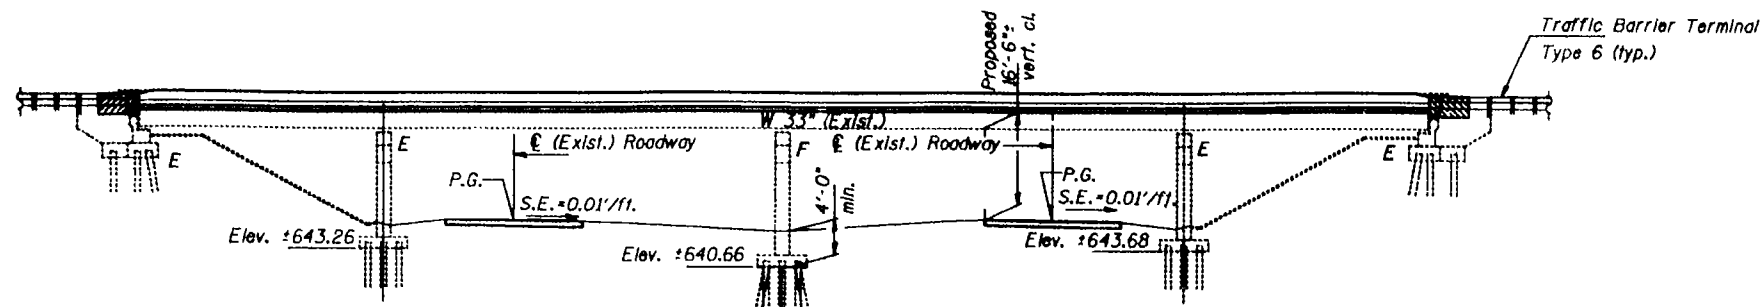 Proposed
16'-6"±
vert. cl.
Traffic Barrier Terminal
Type 6 (typ.)
W 33" (Exist.)
℄ (Exist.) Roadway
℄ (Exist.) Roadway
E
E
F
E
E
P.G.
S.E.=0.01'/ft.
4'-0"
min.
P.G.
S.E.=0.01'/ft.
Elev. ±643.26
Elev. ±640.66
Elev. ±643.68